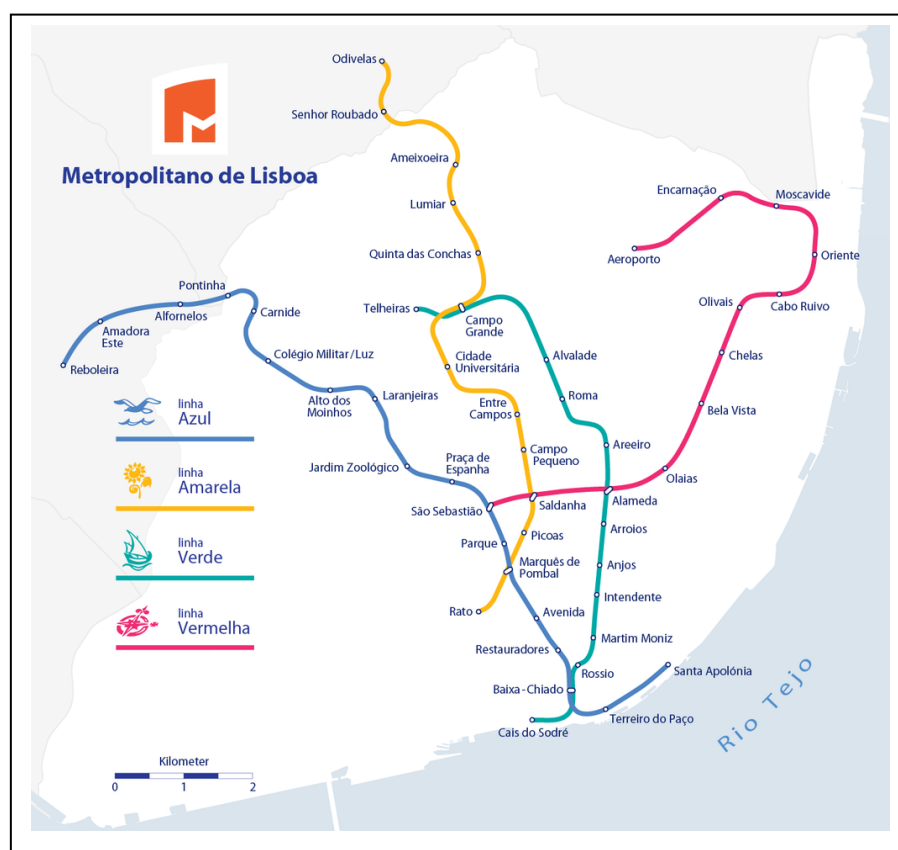 Odivelas
Senhor Roubado
Metropolitano de Lisboa
Ameixoeira
Lumiar
Quinta das Conchas
Encarnação
Moscavide
Aeroporto
Oriente
Cabo Ruivo
Olivais
Chelas
Bela Vista
Olaias
Pontinha
Alfornelos
Amadora
Este
Reboleira
Carnide
Colégio Militar/Luz
Alto dos
Moinhos
Laranjeiras
Jardim Zoológico
Praça de
Espanha
São Sebastião
Telheiras
Campo
Grande
Cidade
Universitária
Entre
Campos
Campo
Pequeno
Alvalade
Roma
Areeiro
Saldanha
Alameda
Picoas
Parque
Marquês de
Pombal
Rato
Avenida
Restauradores
Baixa-Chiado
Cais do Sodré
Arroios
Anjos
Intendente
Martim Moniz
Rossio
Santa Apolónia
Terreiro do Paço
linha
Azul
linha
Amarela
linha
Verde
linha
Vermelha
Rio Tejo
Kilometer
0 1 2